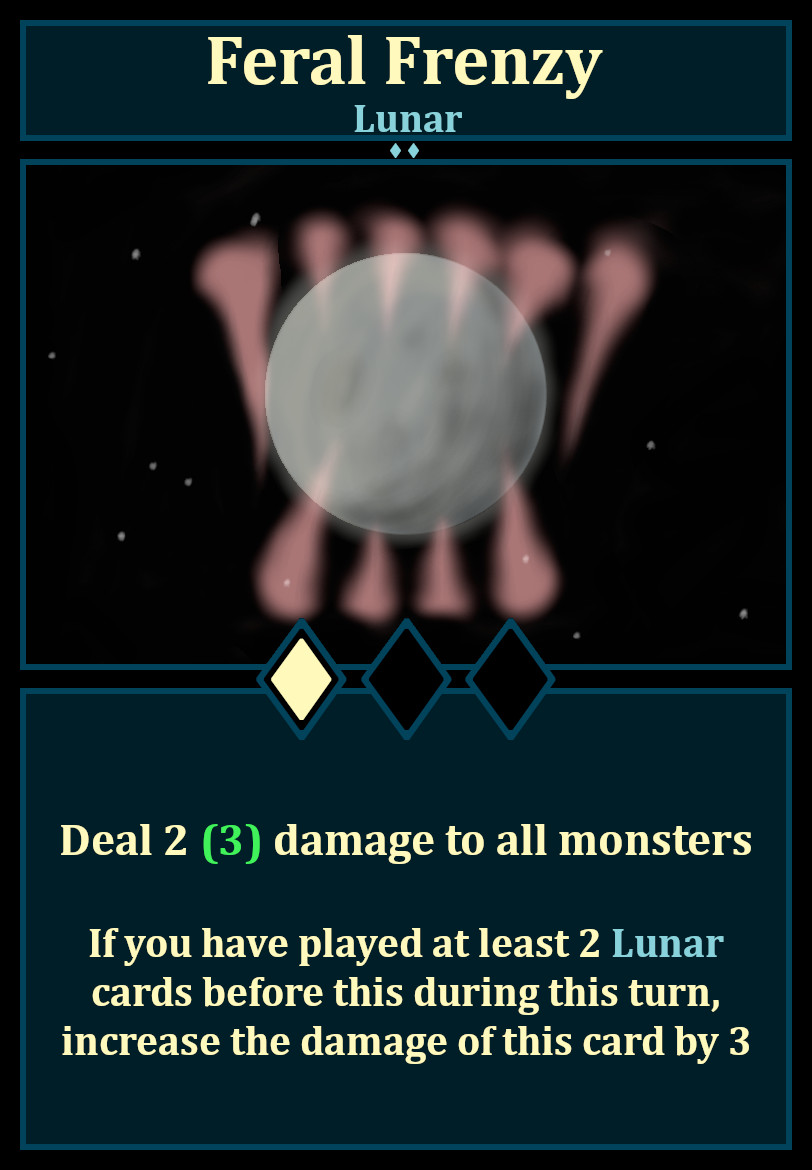 Feral Frenzy
Lunar
Deal 2 (3) damage to all monsters
If you have played at least 2 Lunar
cards before this during this turn,
increase the damage of this card by 3